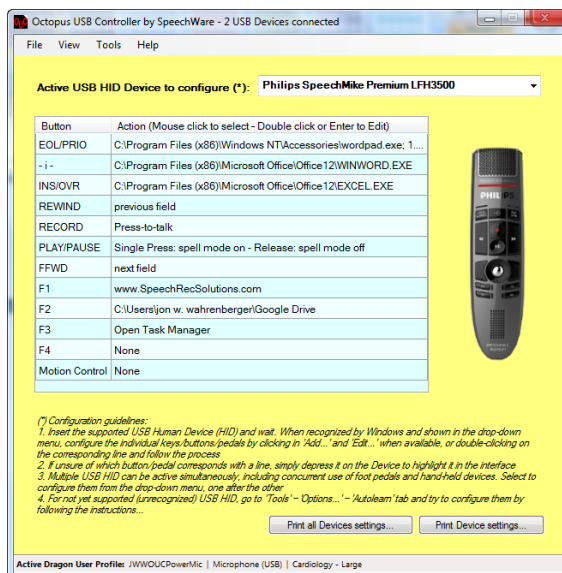 Octopus USB Controller by SpeechWare - 2 USB Devices connected
File View Tools Help
Active USB HID Device to configure (*): Philips SpeechMike Premium LFH3500
Button Action (Mouse click to select - Double click or Enter to Edit)
EOL/PRIO C:\Program Files (x86)\Windows NT\Accessories\wordpad.exe; 1....
- i - C:\Program Files (x86)\Microsoft Office\Office12\WINWORD.EXE
INS/OVR C:\Program Files (x86)\Microsoft Office\Office12\EXCEL.EXE
REWIND previous field
RECORD Press-to-talk
PLAY/PAUSE Single Press: spell mode on - Release: spell mode off
FFWD next field
F1 www.SpeechRecSolutions.com
F2 C:\Users\jon w. wahrenberger\Google Drive
F3 Open Task Manager
F4 None
Motion Control None
PHILIPS
(*) Configuration guidelines:
1. Insert the supported USB Human Device (HID) and wait. When recognized by Windows and shown in the drop-down
menu, configure the individual keys/buttons/pedals by clicking in 'Add...' and 'Edit...' when available, or double-clicking on
the corresponding line and follow the process
2. If unsure of which button/pedal corresponds with a line, simply depress it on the Device to highlight it in the interface
3. Multiple USB HID can be active simultaneously, including concurrent use of foot pedals and hand-held devices. Select to
configure them from the drop-down menu, one after the other
4. For not yet supported (unrecognized) USB HID, go to 'Tools' – 'Options...' – 'Autolearn' tab and try to configure them by
following the instructions...
Print all Devices settings... Print Device settings...
Active Dragon User Profile: JWWOUCPowerMic | Microphone (USB) | Cardiology - Large